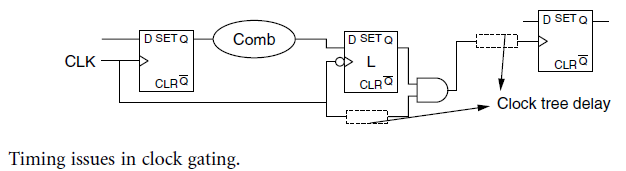 D SET Q
D SET Q
Comb
D SET Q
CLK
L
CLR Q
CLR Q
CLR Q
Clock tree delay
Timing issues in clock gating.